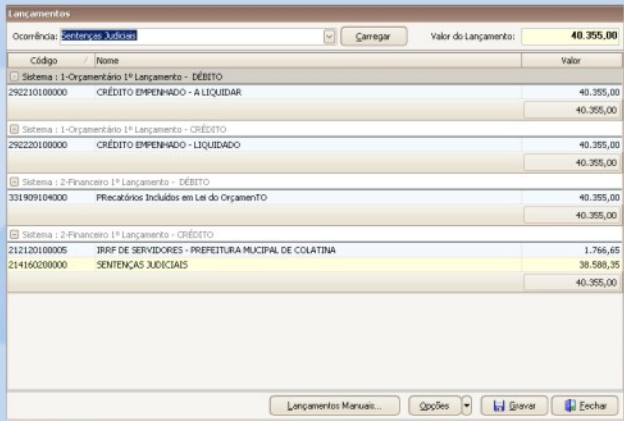 Lançamentos
Ocorrência: Sentenças Judiciais Carregar Valor do Lançamento: 40.355,00
Código Nome Valor
Sistema : 1-Orçamentário 1º Lançamento - DÉBITO
292210100000 CRÉDITO EMPENHADO - A LIQUIDAR 40.355,00
40.355,00
Sistema : 1-Orçamentário 1º Lançamento - CRÉDITO
292220100000 CRÉDITO EMPENHADO - LIQUIDADO 40.355,00
40.355,00
Sistema : 2-Financeiro 1º Lançamento - DÉBITO
331909104000 PRecatórios Incluídos em Lei do OrçamenTO 40.355,00
40.355,00
Sistema : 2-Financeiro 1º Lançamento - CRÉDITO
212120100005 IRRF DE SERVIDORES - PREFEITURA MUCIPAL DE COLATINA 1.766,65
214160200000 SENTENÇAS JUDICIAIS 38.588,35
40.355,00
Lançamentos Manuais... Opções Gravar Fechar